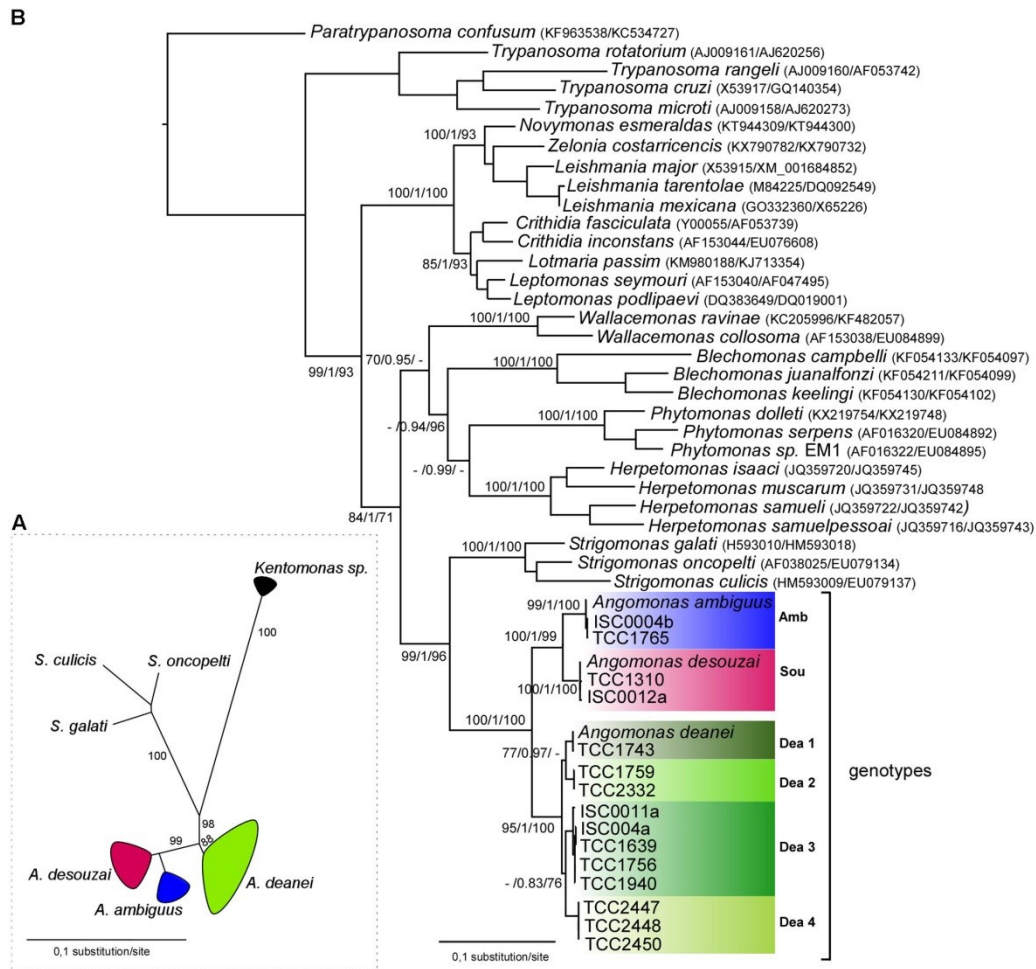 B
Paratrypanosoma confusum (KF963538/KC534727)
Trypanosoma rotatorium (AJ009161/AJ620256)
Trypanosoma rangeli (AJ009160/AF053742)
Trypanosoma cruzi (X53917/GQ140354)
Trypanosoma microti (AJ009158/AJ620273)
Novymonas esmeraldas (KT944309/KT944300)
100/1/93
Zelonia costarricencis (KX790782/KX790732)
Leishmania major (X53915/XM_001684852)
Leishmania tarentolae (M84225/DQ092549)
100/1/100
Leishmania mexicana (GO332360/X65226)
Crithidia fasciculata (Y00055/AF053739)
Crithidia inconstans (AF153044/EU076608)
85/1/93
Lotmaria passim (KM980188/KJ713354)
Leptomonas seymouri (AF153040/AF047495)
Leptomonas podlipaevi (DQ383649/DQ019001)
100/1/100
Wallacemonas ravinae (KC205996/KF482057)
Wallacemonas collosoma (AF153038/EU084899)
70/0.95/ -
99/1/93
100/1/100
Blechomonas campbelli (KF054133/KF054097)
Blechomonas juanalfonzi (KF054211/KF054099)
Blechomonas keelingi (KF054130/KF054102)
- /0.94/96
100/1/100
Phytomonas dolleti (KX219754/KX219748)
Phytomonas serpens (AF016320/EU084892)
Phytomonas sp. EM1 (AF016322/EU084895)
- /0.99/ -
100/1/100
Herpetomonas isaaci (JQ359720/JQ359745)
Herpetomonas muscarum (JQ359731/JQ359748
Herpetomonas samueli (JQ359722/JQ359742)
Herpetomonas samuelpessoai (JQ359716/JQ359743)
84/1/71
100/1/100
Strigomonas galati (H593010/HM593018)
Strigomonas oncopelti (AF038025/EU079134)
Strigomonas culicis (HM593009/EU079137)
99/1/96
99/1/100
Angomonas ambiguus
ISC0004b
TCC1765
Amb
100/1/99
Angomonas desouzai
TCC1310
ISC0012a
Sou
100/1/100
100/1/100
Angomonas deanei
TCC1743
Dea 1
77/0.97/ -
TCC1759
TCC2332
Dea 2
genotypes
95/1/100
ISC0011a
ISC004a
TCC1639
TCC1756
TCC1940
Dea 3
- /0.83/76
TCC2447
TCC2448
TCC2450
Dea 4
0,1 substitution/site
A
Kentomonas sp.
100
S. culicis
S. oncopelti
S. galati
100
98
88
99
A. desouzai
A. ambiguus
A. deanei
0,1 substitution/site